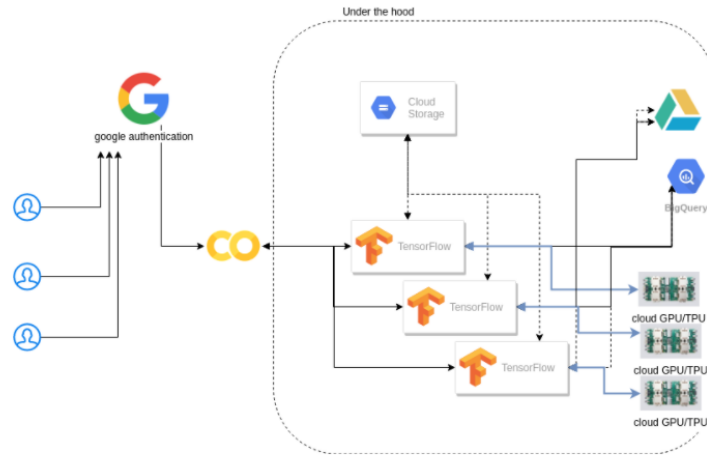 Under the hood
google authentication
Cloud
Storage
BigQuery
TensorFlow
TensorFlow
TensorFlow
cloud GPU/TPU
cloud GPU/TPU
cloud GPU/TPU